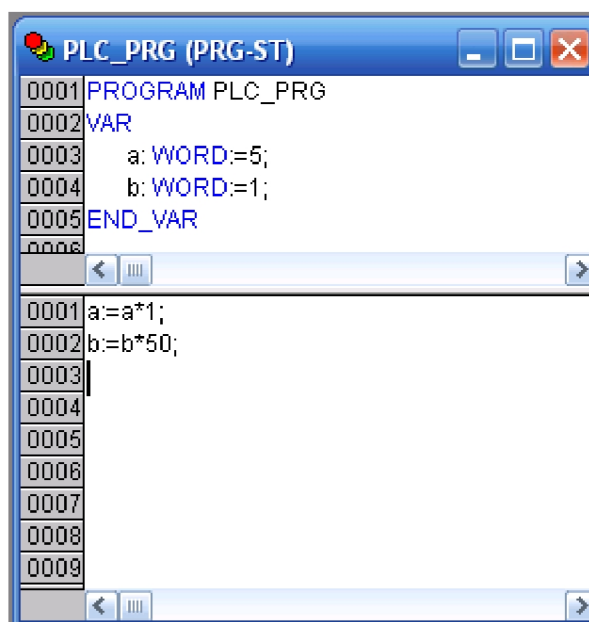 PLC_PRG (PRG-ST)
0001 PROGRAM PLC_PRG
0002 VAR
0003 a: WORD:=5;
0004 b: WORD:=1;
0005 END_VAR
0006
0001 a:=a*1;
0002 b:=b*50;
0003
0004
0005
0006
0007
0008
0009